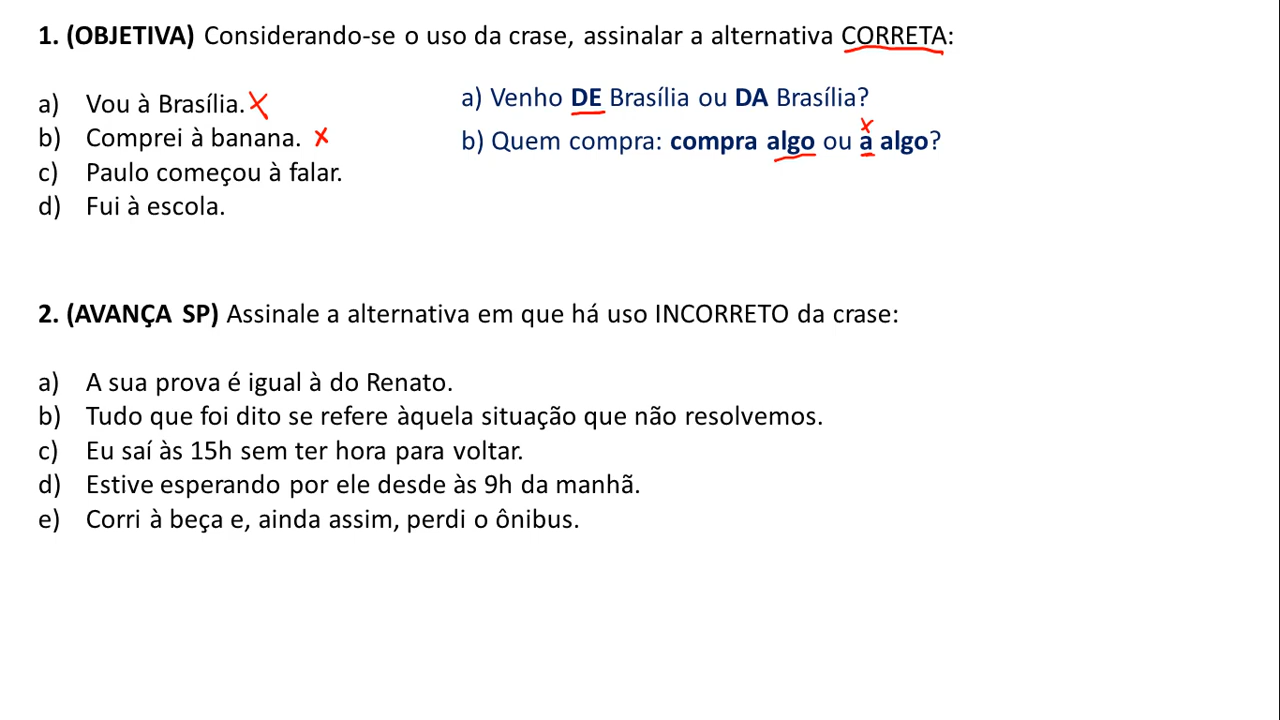 1. (OBJETIVA) Considerando-se o uso da crase, assinalar a alternativa CORRETA:
a) Vou à Brasília. X
b) Comprei à banana. x
c) Paulo começou à falar.
d) Fui à escola.
a) Venho DE Brasília ou DA Brasília?
x
b) Quem compra: compra algo ou a algo?
2. (AVANÇA SP) Assinale a alternativa em que há uso INCORRETO da crase:
a) A sua prova é igual à do Renato.
b) Tudo que foi dito se refere àquela situação que não resolvemos.
c) Eu saí às 15h sem ter hora para voltar.
d) Estive esperando por ele desde às 9h da manhã.
e) Corri à beça e, ainda assim, perdi o ônibus.